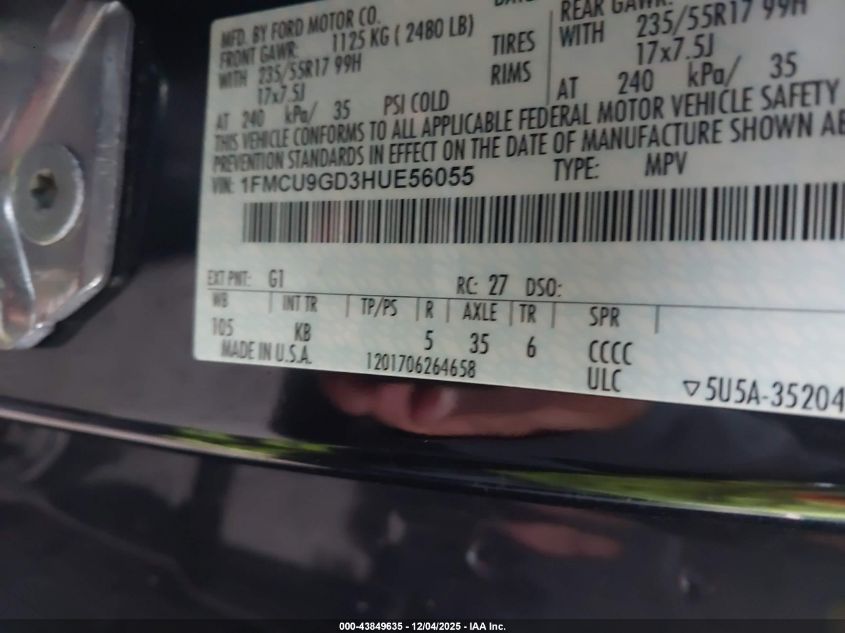 MFD. BY FORD MOTOR CO.
FRONT GAWR: 1125 KG ( 2480 LB)
WITH 235/55R17 99H TIRES
17x7.5J RIMS
AT 240 kPa/ 35 PSI COLD
REAR GAWR:
WITH 235/55R17 99H
17x7.5J
AT 240 kPa/ 35
THIS VEHICLE CONFORMS TO ALL APPLICABLE FEDERAL MOTOR VEHICLE SAFETY
PREVENTION STANDARDS IN EFFECT ON THE DATE OF MANUFACTURE SHOWN
VIN: 1FMCU9GD3HUE56055 TYPE: MPV
EXT PNT: G1 RC: 27 DSO:
WB INT TR TP/PS R AXLE TR SPR
105 KB 5 35 6 CCCC
MADE IN U.S.A. 1201706264658 ULC ▽5U5A-35204
000-43849635 - 12/04/2025 - IAA Inc.